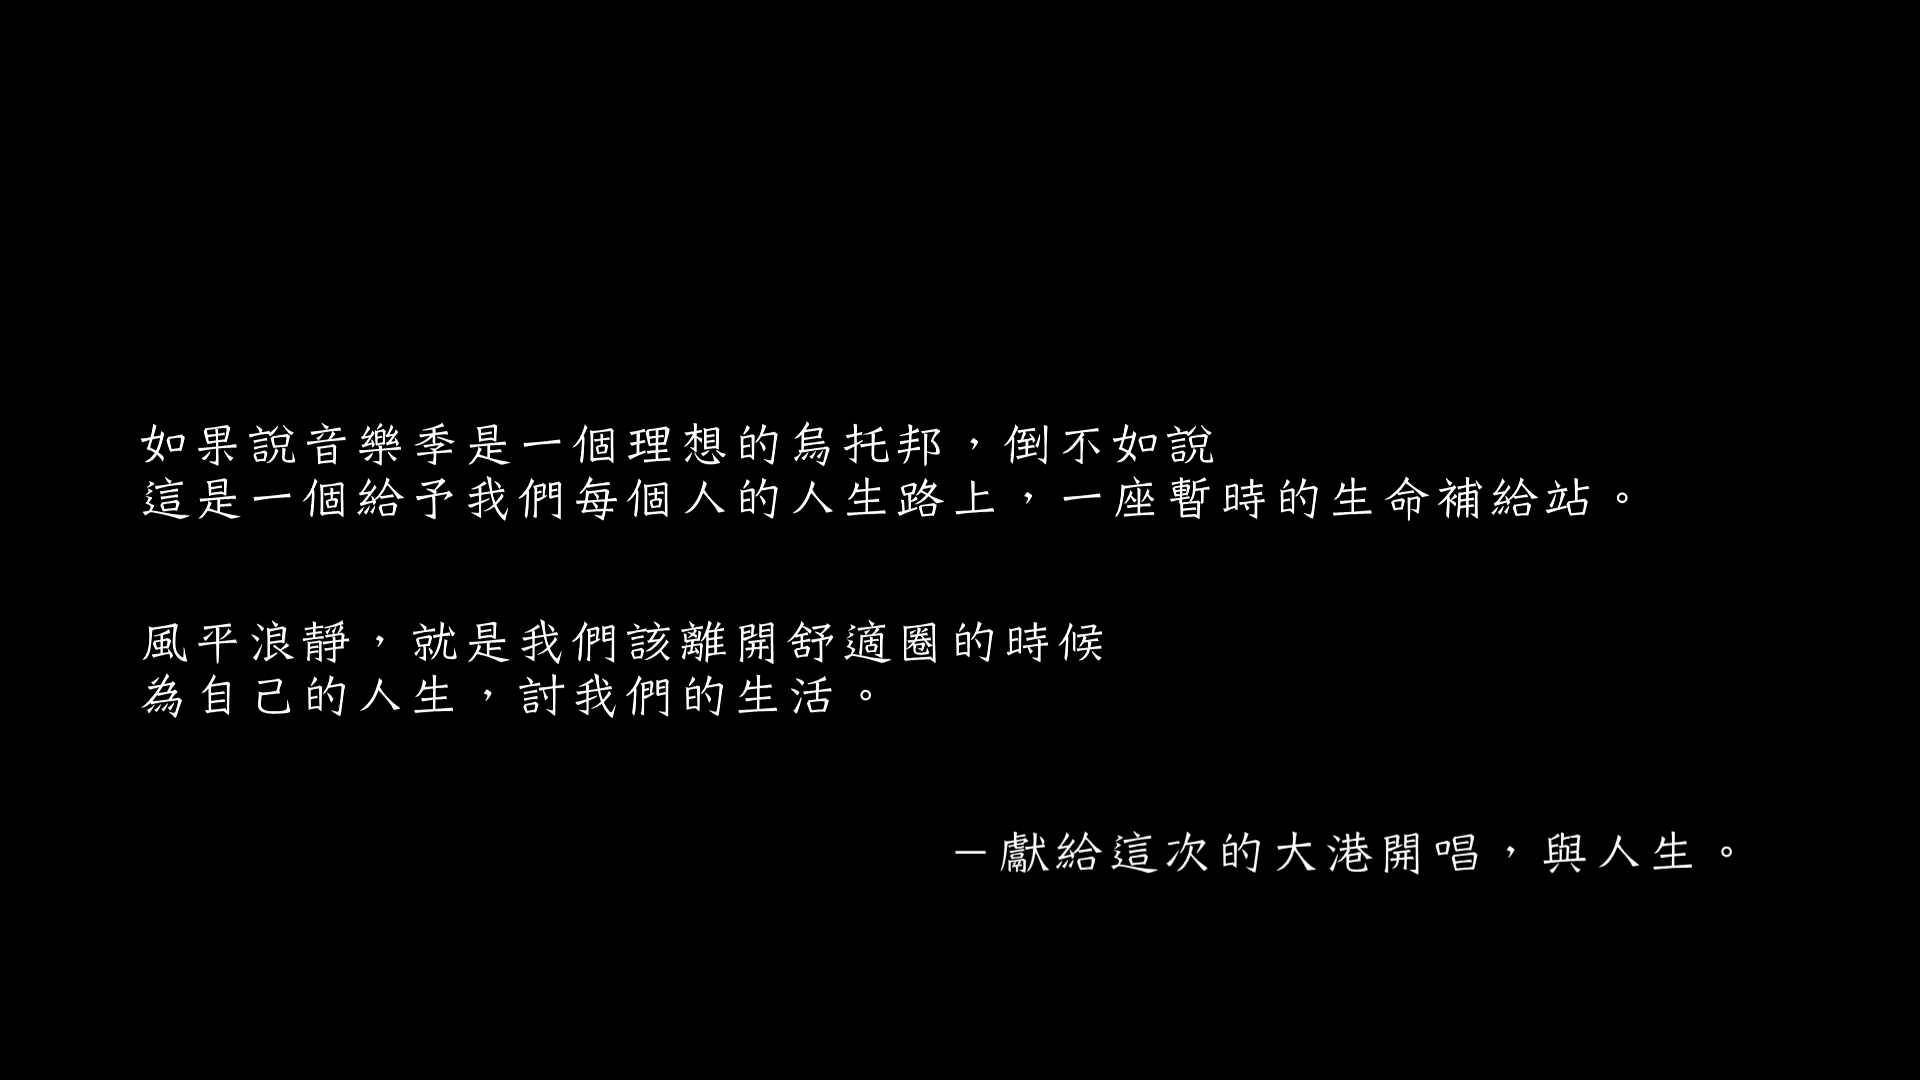 如果說音樂季是一個理想的烏托邦，倒不如說
這是一個給予我們每個人的人生路上，一座暫時的生命補給站。
風平浪靜，就是我們該離開舒適圈的時候
為自己的人生，討我們的生活。
－獻給這次的大港開唱，與人生。